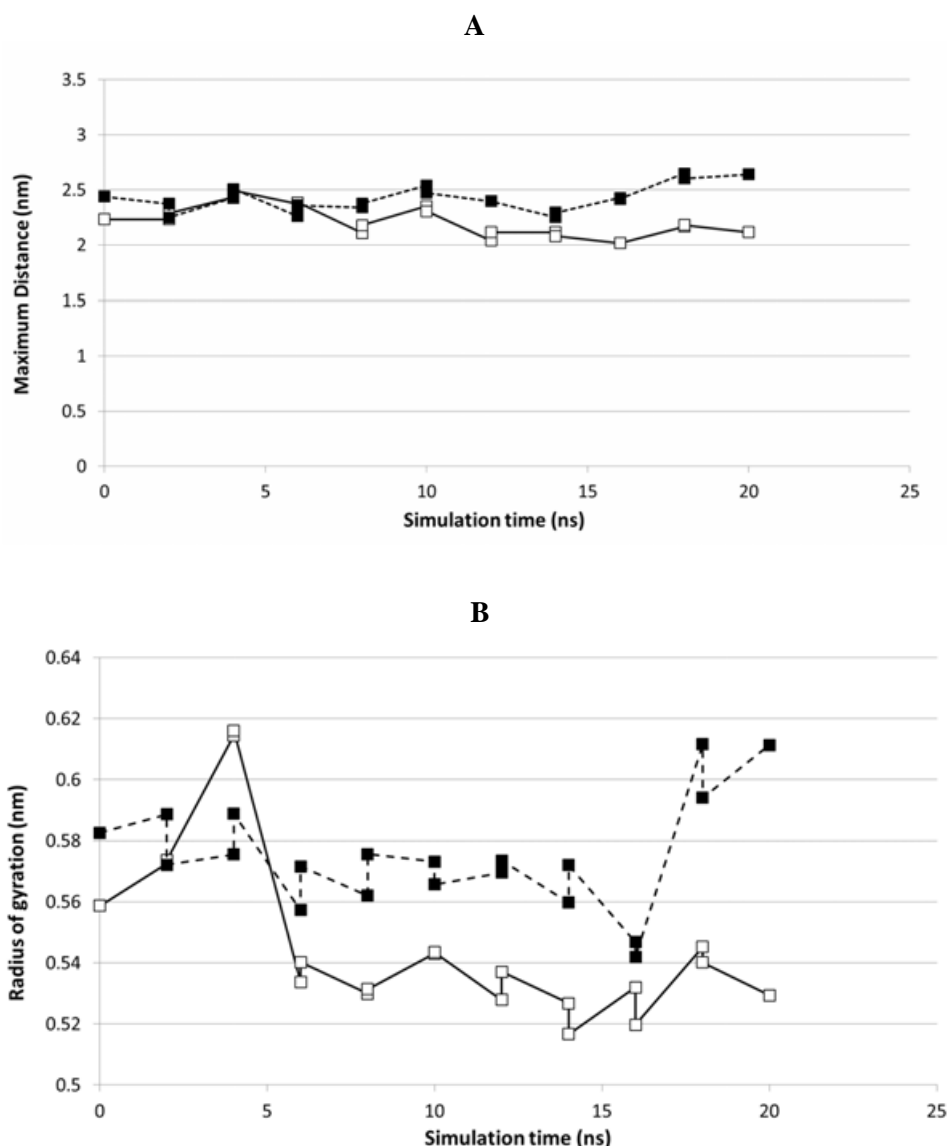 A
3.5
3
2.5
2
1.5
1
0.5
0
Maximum Distance (nm)
0 5 10 15 20 25
Simulation time (ns)
B
0.64
0.62
0.6
0.58
0.56
0.54
0.52
0.5
Radius of gyration (nm)
0 5 10 15 20 25
Simulation time (ns)